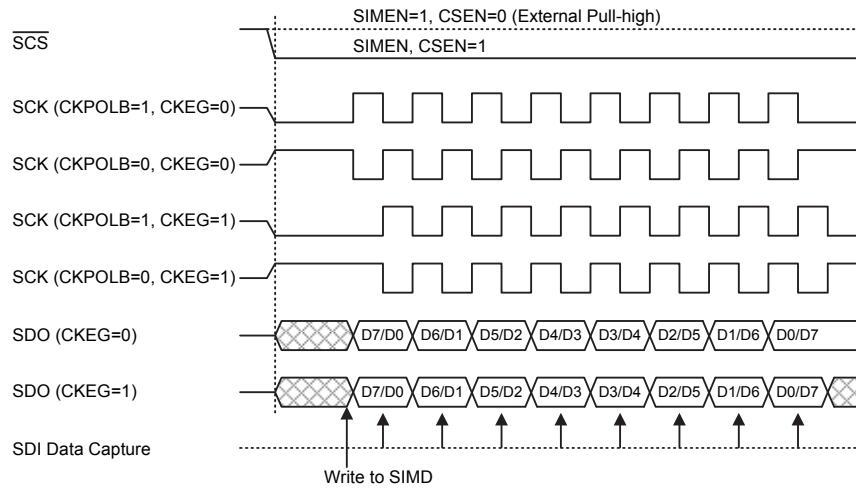 SIMEN=1, CSEN=0 (External Pull-high)
SCS
SIMEN, CSEN=1
SCK (CKPOLB=1, CKEG=0)
SCK (CKPOLB=0, CKEG=0)
SCK (CKPOLB=1, CKEG=1)
SCK (CKPOLB=0, CKEG=1)
SDO (CKEG=0) D7/D0 D6/D1 D5/D2 D4/D3 D3/D4 D2/D5 D1/D6 D0/D7
SDO (CKEG=1) D7/D0 D6/D1 D5/D2 D4/D3 D3/D4 D2/D5 D1/D6 D0/D7
SDI Data Capture
Write to SIMD